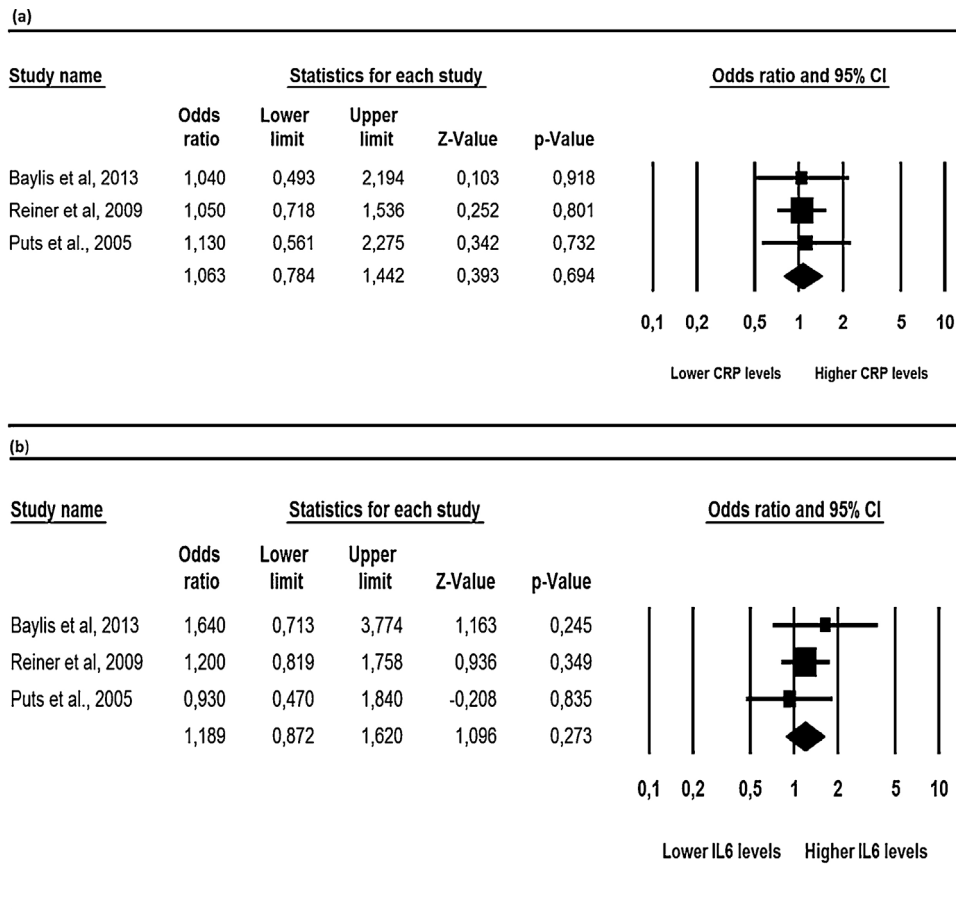 (a)
Study name Statistics for each study Odds ratio and 95% CI
Odds Lower Upper
ratio limit limit Z-Value p-Value
Baylis et al, 2013 1,040 0,493 2,194 0,103 0,918
Reiner et al, 2009 1,050 0,718 1,536 0,252 0,801
Puts et al., 2005 1,130 0,561 2,275 0,342 0,732
1,063 0,784 1,442 0,393 0,694
0,1 0,2 0,5 1 2 5 10
Lower CRP levels Higher CRP levels
(b)
Study name Statistics for each study Odds ratio and 95% CI
Odds Lower Upper
ratio limit limit Z-Value p-Value
Baylis et al, 2013 1,640 0,713 3,774 1,163 0,245
Reiner et al, 2009 1,200 0,819 1,758 0,936 0,349
Puts et al., 2005 0,930 0,470 1,840 -0,208 0,835
1,189 0,872 1,620 1,096 0,273
0,1 0,2 0,5 1 2 5 10
Lower IL6 levels Higher IL6 levels